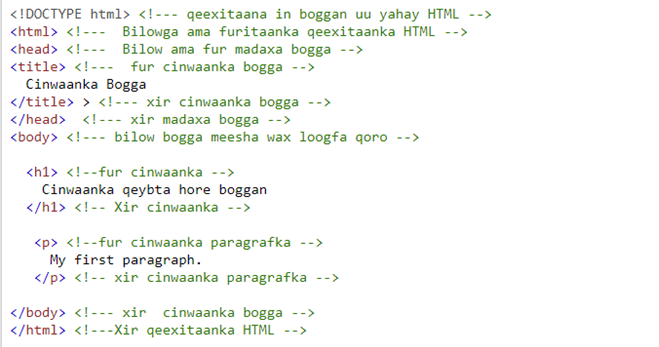 <!DOCTYPE html> <!--- qeexitaana in boggan uu yahay HTML -->
<html> <!---  Bilowga ama furitaanka qeexitaanka HTML -->
<head> <!---  Bilow ama fur madaxa bogga -->
<title> <!---  fur cinwaanka bogga -->
  Cinwaanka Bogga
</title> > <!--- xir cinwaanka bogga -->
</head>  <!--- xir madaxa bogga -->
<body> <!--- bilow bogga meesha wax loogfa qoro -->

  <h1> <!--fur cinwaanka -->
    Cinwaanka qeybta hore boggan
  </h1> <!-- Xir cinwaanka -->

   <p> <!--fur cinwaanka paragrafka -->
     My first paragraph.
   </p> <!-- xir cinwaanka paragrafka -->

</body> <!--- xir  cinwaanka bogga -->
</html> <!---Xir qeexitaanka HTML -->